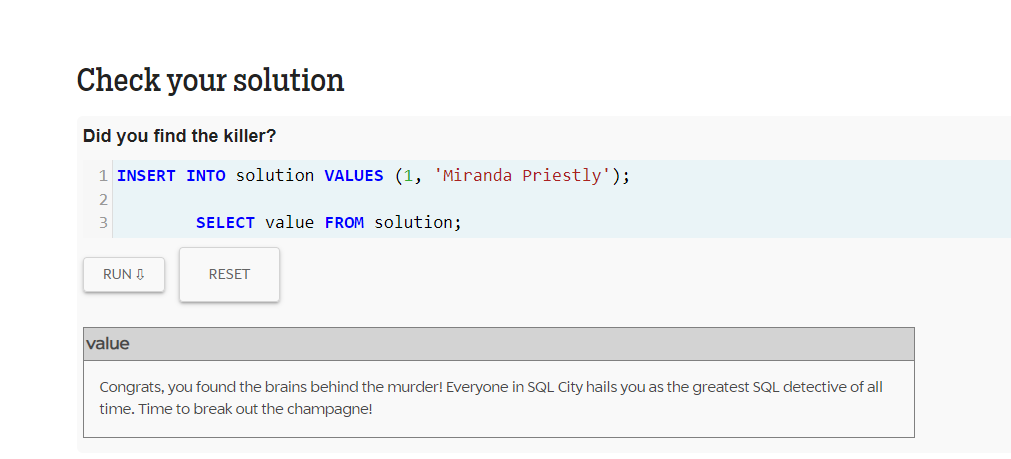 Check your solution
Did you find the killer?
1 INSERT INTO solution VALUES (1, 'Miranda Priestly');
2
3 SELECT value FROM solution;
RUN ⇩ RESET
value
Congrats, you found the brains behind the murder! Everyone in SQL City hails you as the greatest SQL detective of all
time. Time to break out the champagne!